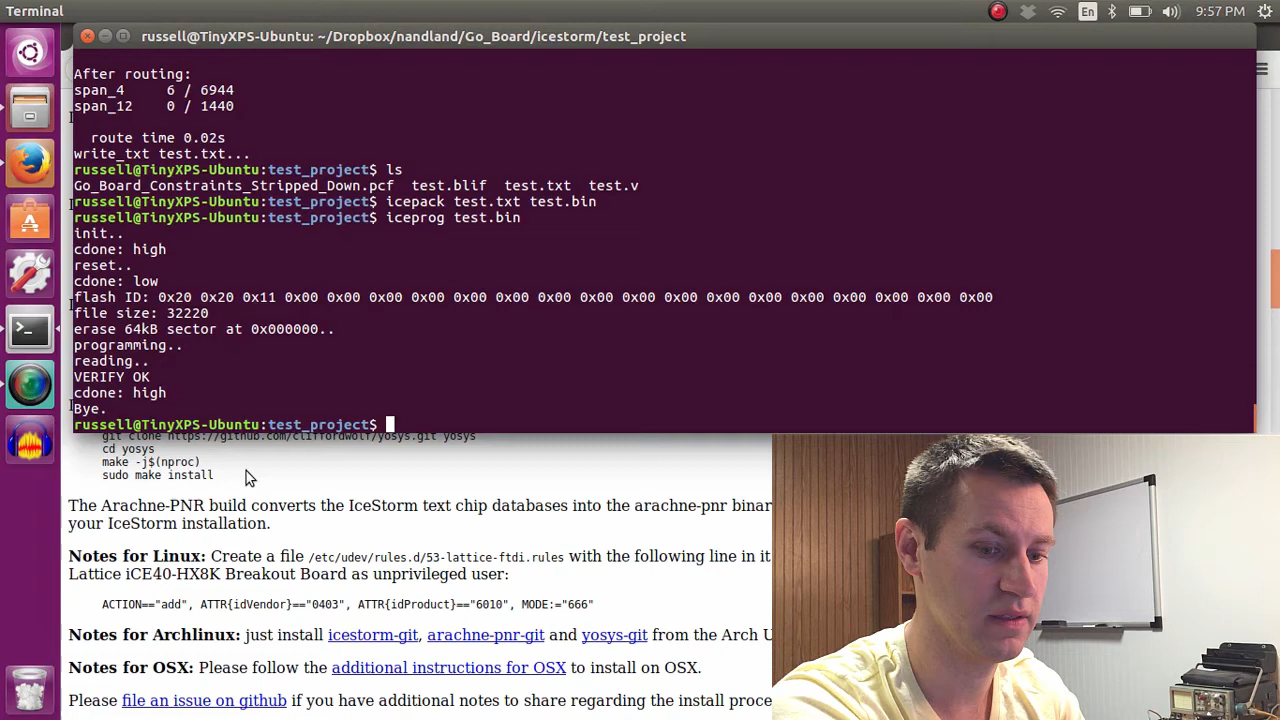 Terminal
En
9:57 PM
russell@TinyXPS-Ubuntu: ~/Dropbox/nandland/Go_Board/icestorm/test_project
After routing:
span_4     6 / 6944
span_12    0 / 1440
route time 0.02s
write_txt test.txt...
russell@TinyXPS-Ubuntu:test_project$ ls
Go_Board_Constraints_Stripped_Down.pcf  test.blif  test.txt  test.v
russell@TinyXPS-Ubuntu:test_project$ icepack test.txt test.bin
russell@TinyXPS-Ubuntu:test_project$ iceprog test.bin
init..
cdone: high
reset..
cdone: low
flash ID: 0x20 0x20 0x11 0x00 0x00 0x00 0x00 0x00 0x00 0x00 0x00 0x00 0x00 0x00 0x00 0x00 0x00 0x00 0x00 0x00
file size: 32220
erase 64kB sector at 0x000000..
programming..
reading..
VERIFY OK
cdone: high
Bye.
russell@TinyXPS-Ubuntu:test_project$
git clone https://github.com/cliffordwolf/yosys.git yosys
cd yosys
make -j$(nproc)
sudo make install
The Arachne-PNR build converts the IceStorm text chip databases into the arachne-pnr binar
your IceStorm installation.
Notes for Linux: Create a file /etc/udev/rules.d/53-lattice-ftdi.rules with the following line in it
Lattice iCE40-HX8K Breakout Board as unprivileged user:
ACTION=="add", ATTR{idVendor}=="0403", ATTR{idProduct}=="6010", MODE:="666"
Notes for Archlinux: just install icestorm-git, arachne-pnr-git and yosys-git from the Arch U
Notes for OSX: Please follow the additional instructions for OSX to install on OSX.
Please file an issue on github if you have additional notes to share regarding the install proce